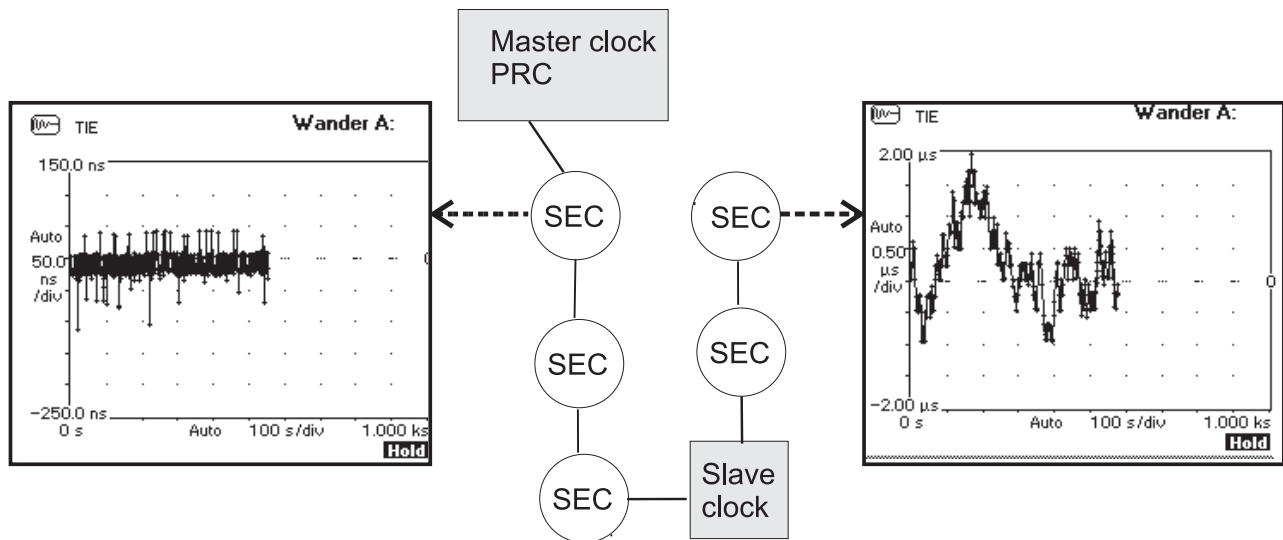 Master clock
PRC
TIE
Wander A:
150.0 ns
Auto
50.0
ns
/div
0
-250.0 ns
0 s
Auto
100 s/div
1.000 ks
Hold
SEC
SEC
SEC
Slave
clock
SEC
SEC
TIE
Wander A:
2.00 µs
Auto
0.50
µs
/div
0
-2.00 µs
0 s
Auto
100 s/div
1.000 ks
Hold